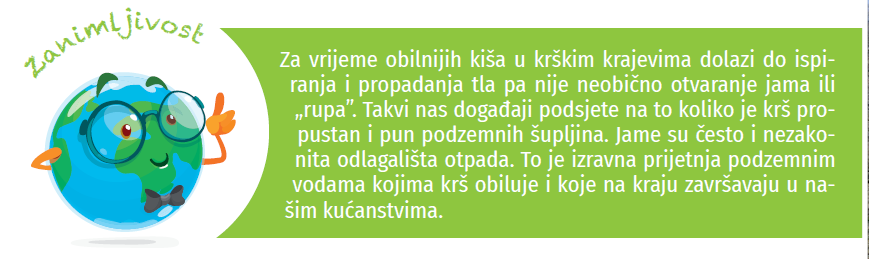 zanimljivost
Za vrijeme obilnijih kiša u krškim krajevima dolazi do ispi-
ranja i propadanja tla pa nije neobično otvaranje jama ili
„rupa”. Takvi nas događaji podsjete na to koliko je krš pro-
pustan i pun podzemnih šupljina. Jame su često i nezako-
nita odlagališta otpada. To je izravna prijetnja podzemnim
vodama kojima krš obiluje i koje na kraju završavaju u na-
šim kućanstvima.